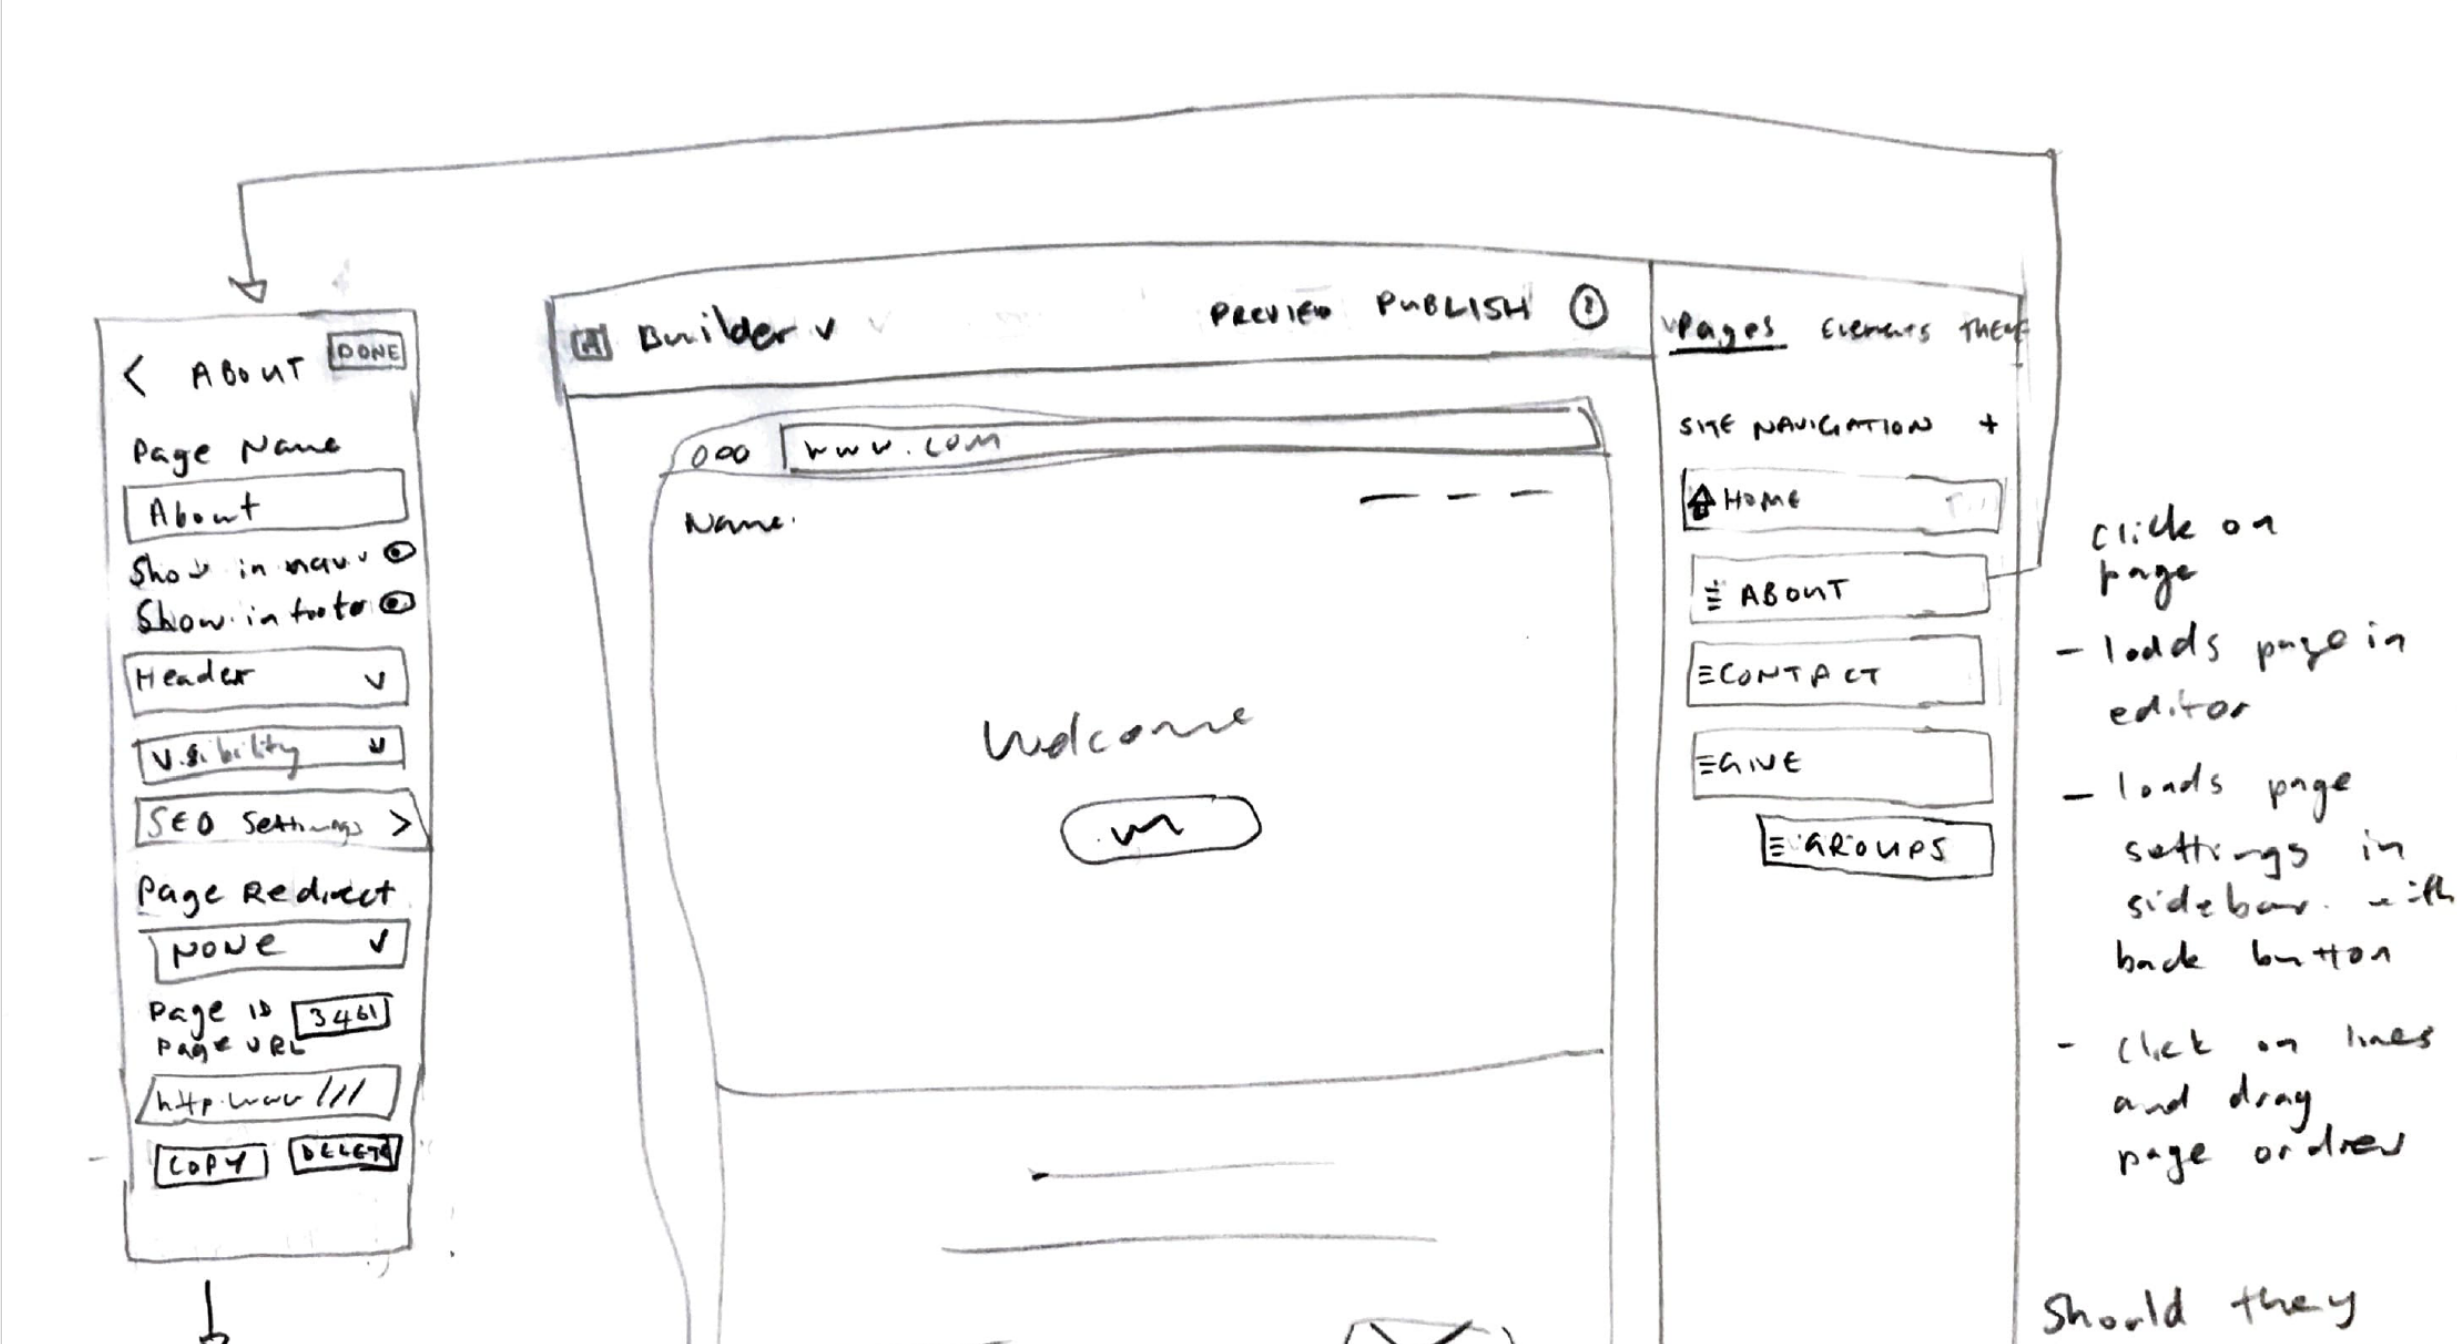 < ABOUT DONE
Page Name
About
Show in nav
Show in footer
Header
Visibility
SEO Settings >
Page Redirect
NONE
Page ID 3461
Page URL
http.www ///
COPY DELETE
Builder
PREVIEW PUBLISH ?
www.com
Name.
Welcome
Pages Elements THEME
SITE NAVIGATION +
HOME
ABOUT
CONTACT
GIVE
GROUPS
click on
page
- loads page in
editor
- loads page
settings in
sidebar. with
back button
- click on lines
and drag
page ordrer
Should they